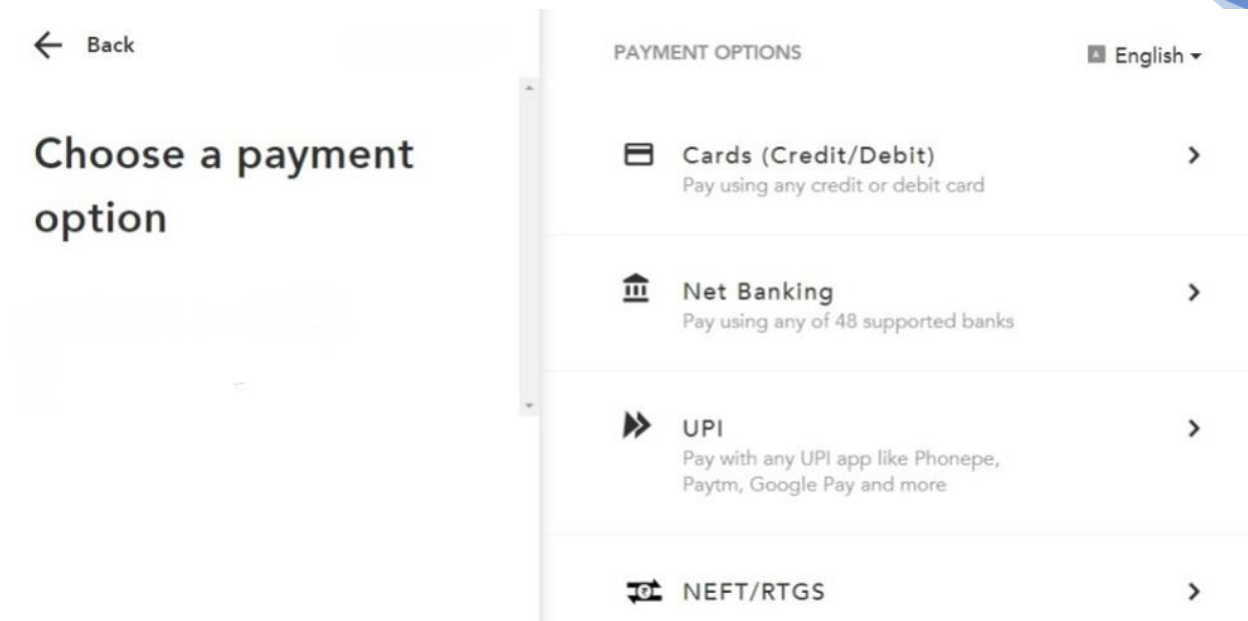 Back
Choose a payment
option
PAYMENT OPTIONS
English
Cards (Credit/Debit)
Pay using any credit or debit card
Net Banking
Pay using any of 48 supported banks
UPI
Pay with any UPI app like Phonepe,
Paytm, Google Pay and more
NEFT/RTGS